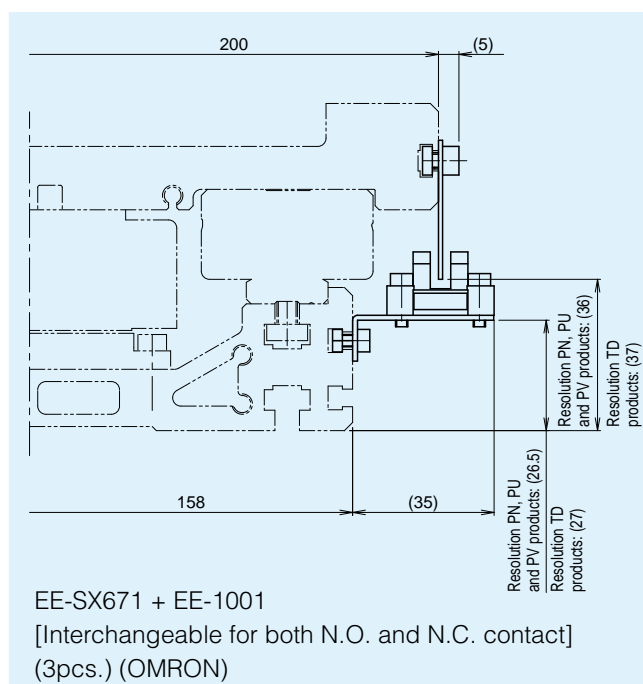 200
(5)
Resolution PN, PU
and PV products: (36)
Resolution TD
products: (37)
Resolution PN, PU
and PV products: (26.5)
Resolution TD
products: (27)
158
(35)
EE-SX671 + EE-1001
[Interchangeable for both N.O. and N.C. contact]
(3pcs.) (OMRON)